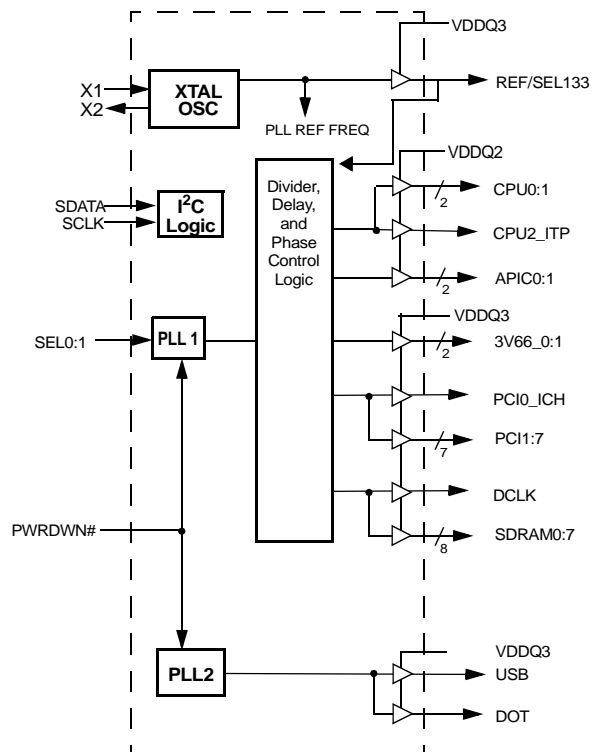 VDDQ3
X1
X2
XTAL
OSC
REF/SEL133
PLL REF FREQ
VDDQ2
SDATA
SCLK
I2C
Logic
Divider,
Delay,
and
Phase
Control
Logic
2
CPU0:1
CPU2_ITP
2
APIC0:1
VDDQ3
SEL0:1
PLL 1
2
3V66_0:1
PCI0_ICH
7
PCI1:7
DCLK
PWRDWN#
8
SDRAM0:7
VDDQ3
PLL2
USB
DOT